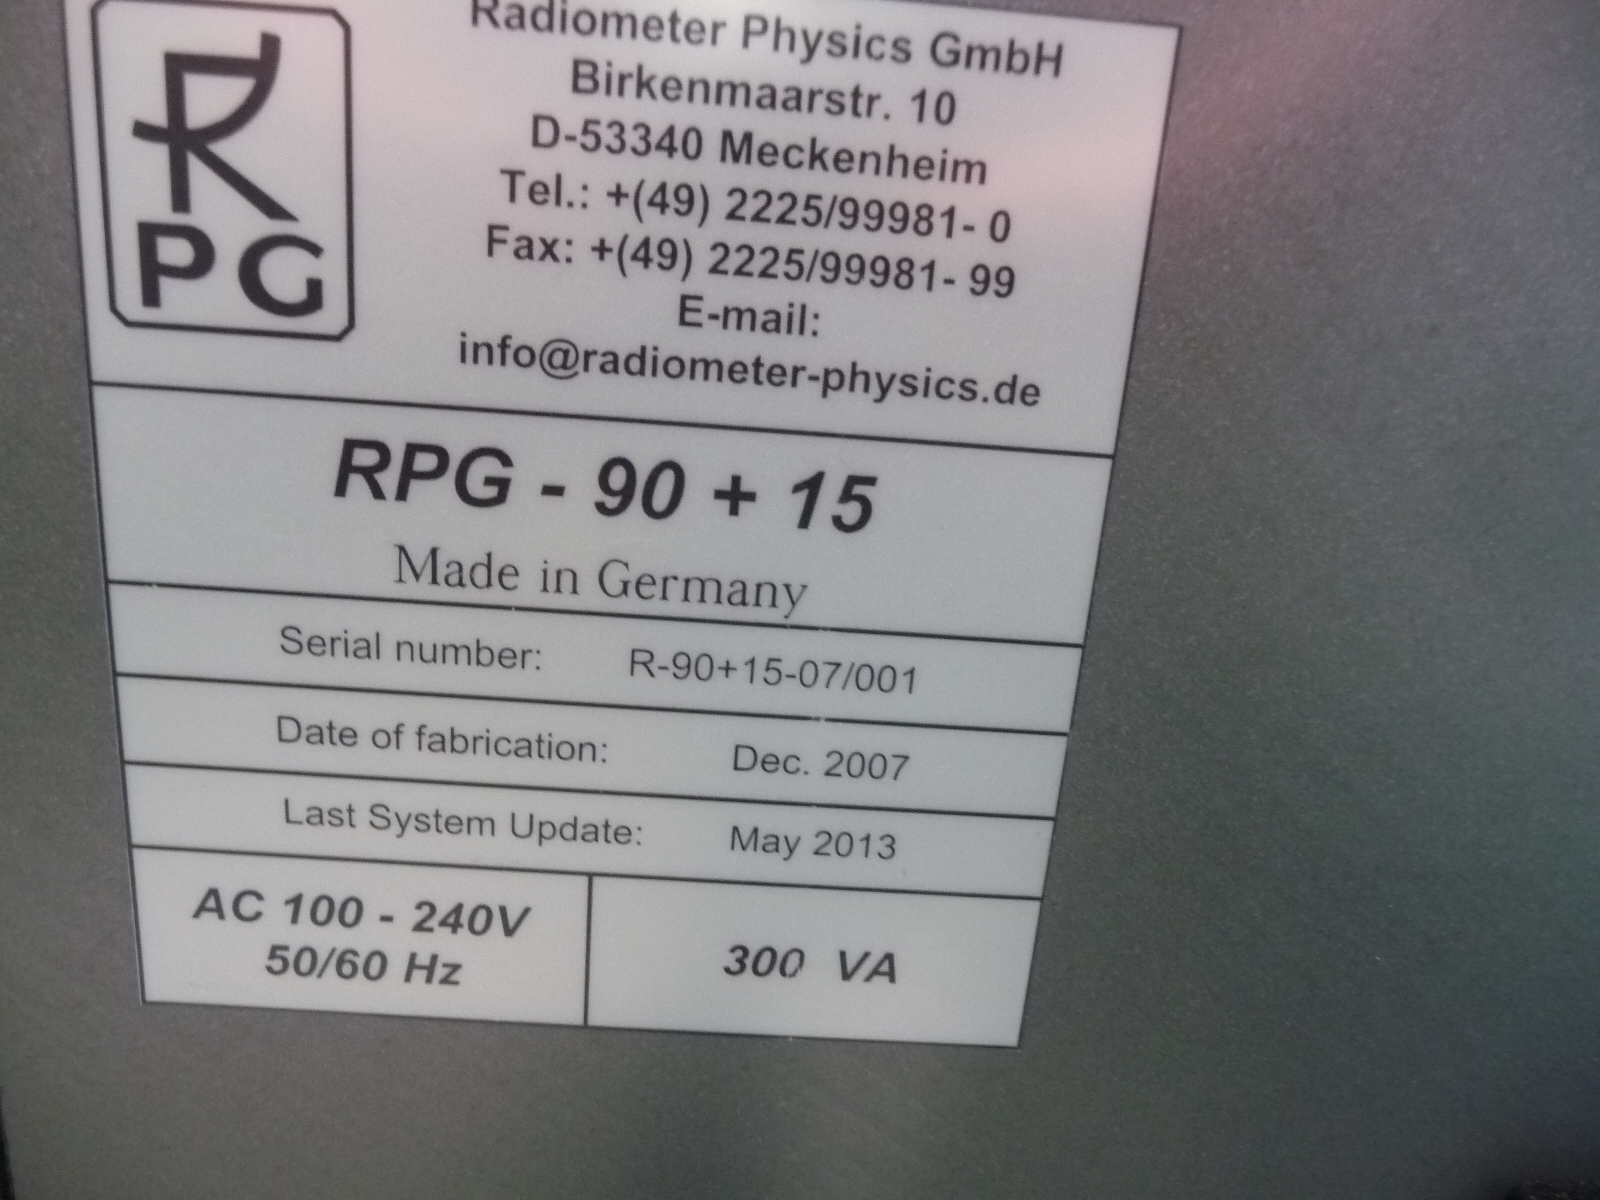 RPG
Radiometer Physics GmbH
Birkenmaarstr. 10
D-53340 Meckenheim
Tel.: +(49) 2225/99981- 0
Fax: +(49) 2225/99981- 99
E-mail:
info@radiometer-physics.de
RPG - 90 + 15
Made in Germany
Serial number: R-90+15-07/001
Date of fabrication: Dec. 2007
Last System Update: May 2013
AC 100 - 240V
50/60 Hz
300 VA